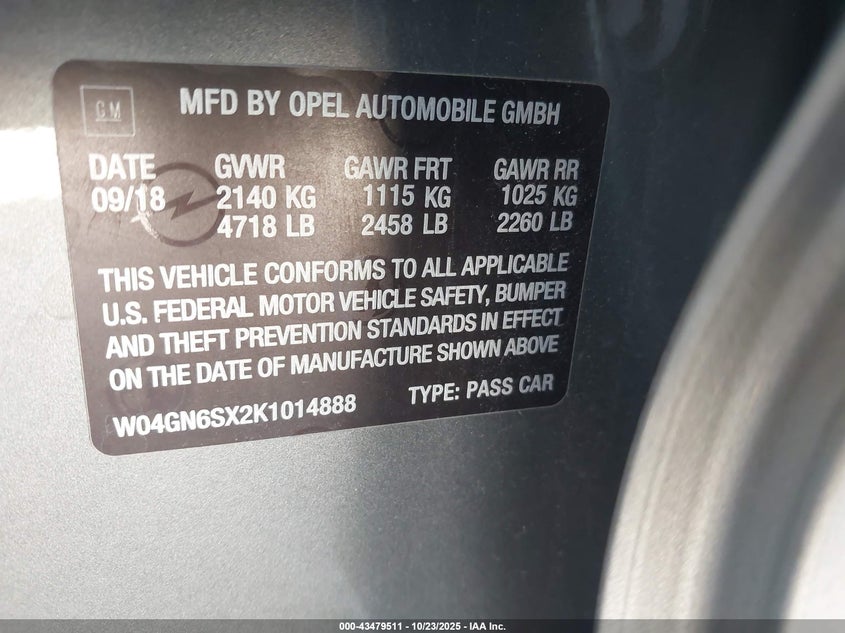 GM
MFD BY OPEL AUTOMOBILE GMBH
DATE GVWR GAWR FRT GAWR RR
09/18 2140 KG 1115 KG 1025 KG
4718 LB 2458 LB 2260 LB
THIS VEHICLE CONFORMS TO ALL APPLICABLE
U.S. FEDERAL MOTOR VEHICLE SAFETY, BUMPER
AND THEFT PREVENTION STANDARDS IN EFFECT
ON THE DATE OF MANUFACTURE SHOWN ABOVE
W04GN6SX2K1014888 TYPE: PASS CAR
000-43479511 - 10/23/2025 - IAA Inc.